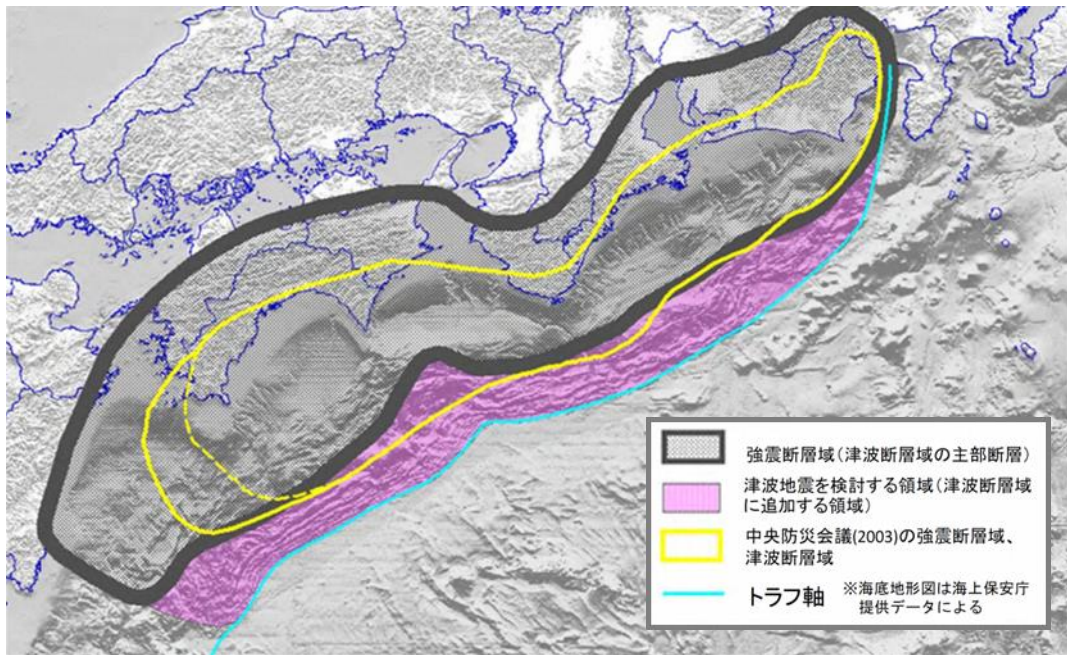 強震断層域(津波断層域の主部断層)
津波地震を検討する領域(津波断層域
に追加する領域)
中央防災会議(2003)の強震断層域、
津波断層域
トラフ軸 ※海底地形図は海上保安庁
提供データによる